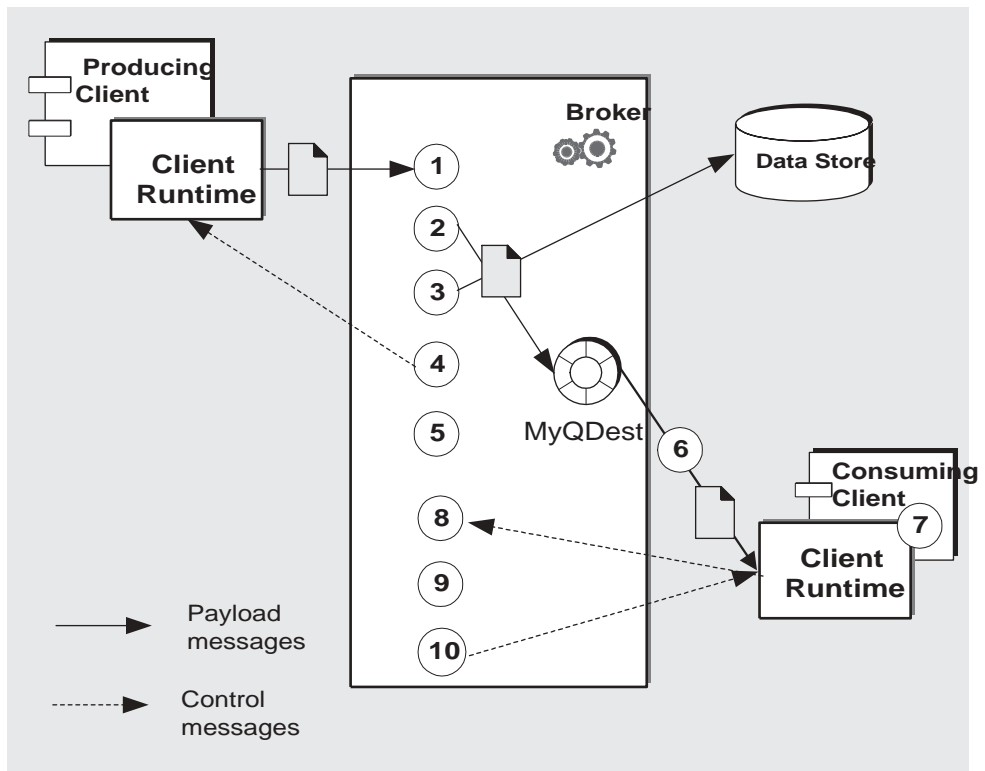 Producing
Client
Client
Runtime
Broker
Data Store
1
2
3
4
5
MyQDest
6
Consuming
Client
7
Client
Runtime
8
9
10
Payload
messages
Control
messages